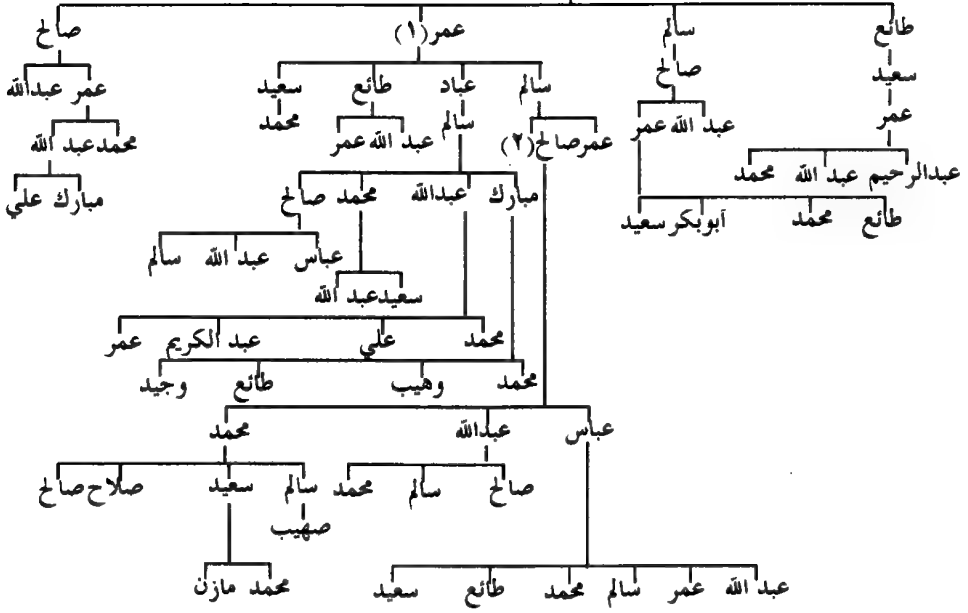 طائع سالم عمر (١) صالح
سعيد صالح سالم عباد طائع سعيد عمر عبدالله
عمر عبد الله عمر عمر صالح (٢) سالم عبد الله عمر محمد محمد عبد الله
عبدالرحيم عبد الله محمد مبارك عبدالله محمد صالح مبارك علي
طائع محمد أبوبكر سعيد
عباس عبد الله سالم
سعيد عبد الله
محمد علي عبد الكريم عمر
محمد وهيب طائع وجيد
عباس عبدالله محمد
صالح سالم محمد سالم سعيد صلاح صالح
صهيب
عبد الله عمر سالم محمد طائع سعيد محمد مازن